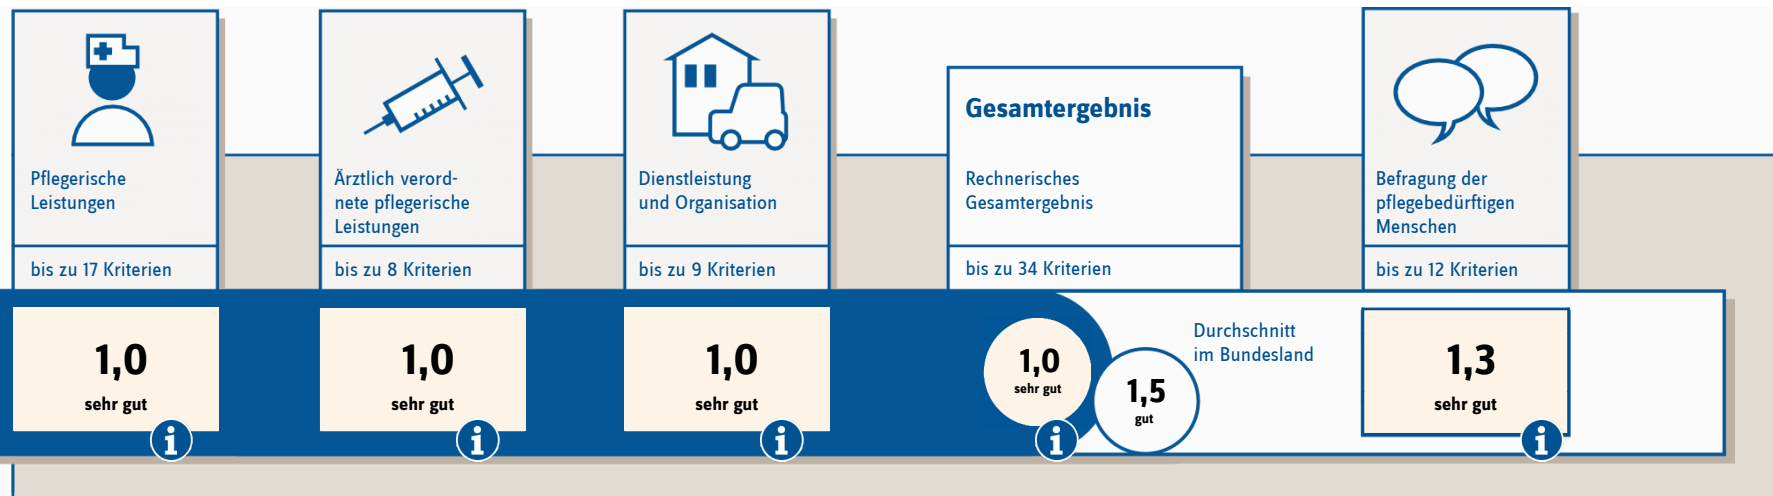 Pflegerische
Leistungen
bis zu 17 Kriterien
1,0
sehr gut
i
Ärztlich verord-
nete pflegerische
Leistungen
bis zu 8 Kriterien
1,0
sehr gut
i
Dienstleistung
und Organisation
bis zu 9 Kriterien
1,0
sehr gut
i
Gesamtergebnis
Rechnerisches
Gesamtergebnis
bis zu 34 Kriterien
1,0
sehr gut
i
1,5
gut
Durchschnitt
im Bundesland
Befragung der
pflegebedürftigen
Menschen
bis zu 12 Kriterien
1,3
sehr gut
i